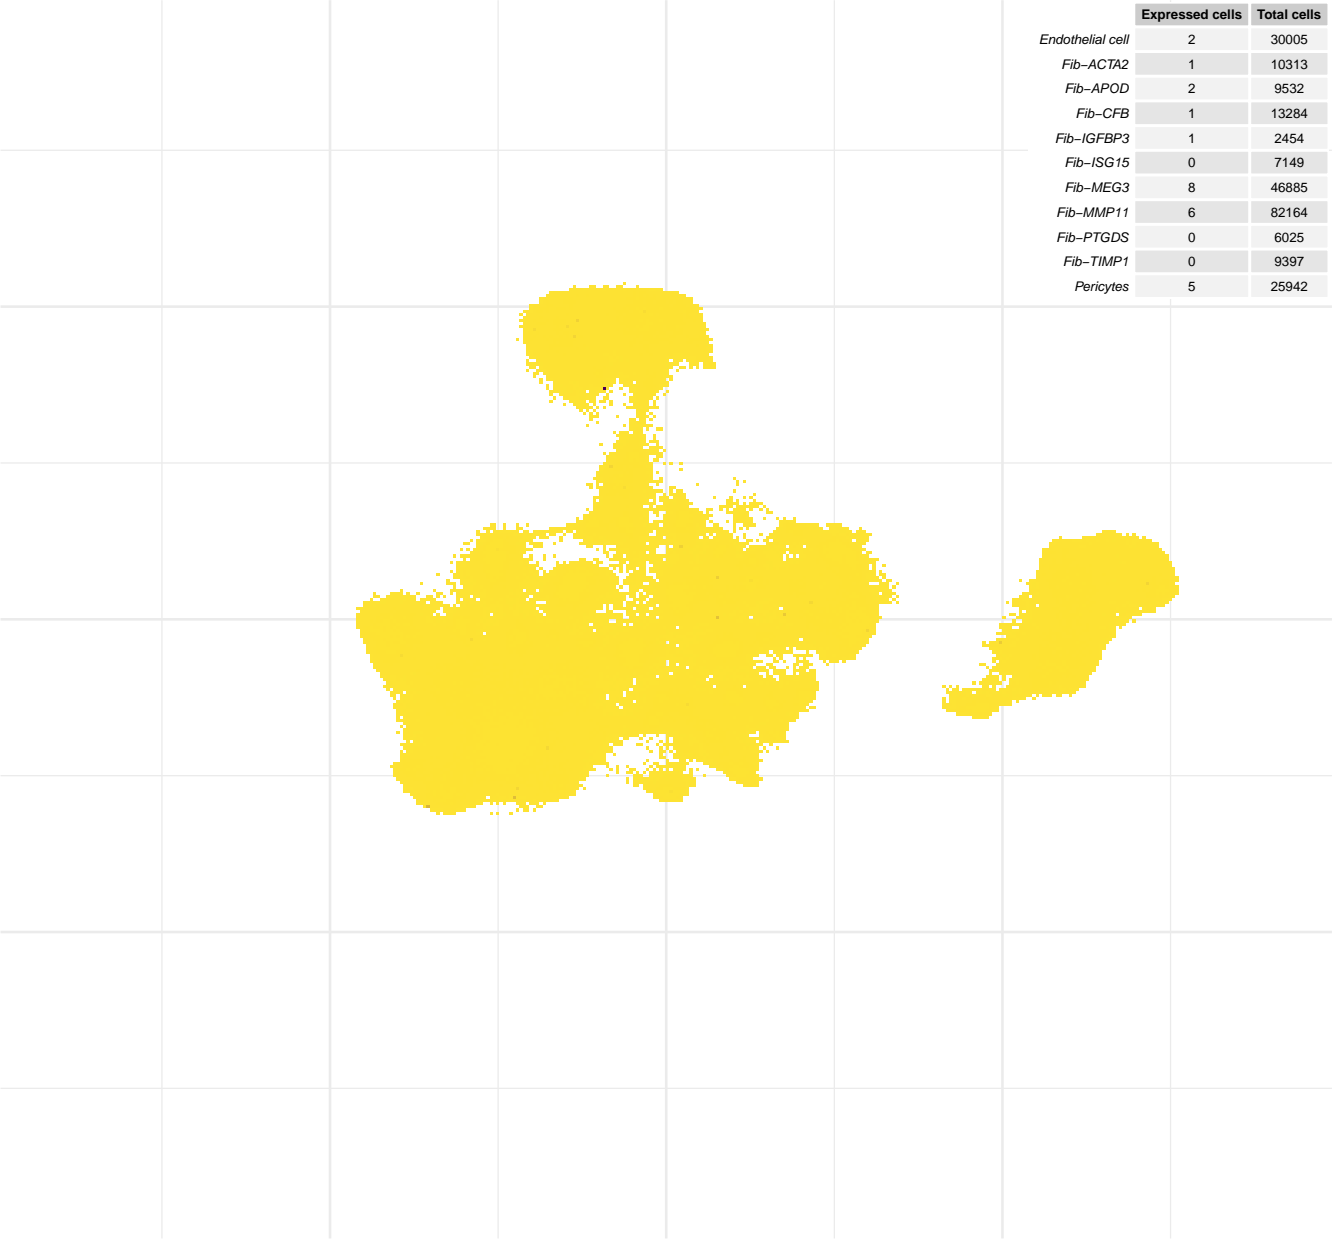 Expressed cells Total cells
Endothelial cell 2 30005
Fib−ACTA2 1 10313
Fib−APOD 2 9532
Fib−CFB 1 13284
Fib−IGFBP3 1 2454
Fib−ISG15 0 7149
Fib−MEG3 8 46885
Fib−MMP11 6 82164
Fib−PTGDS 0 6025
Fib−TIMP1 0 9397
Pericytes 5 25942